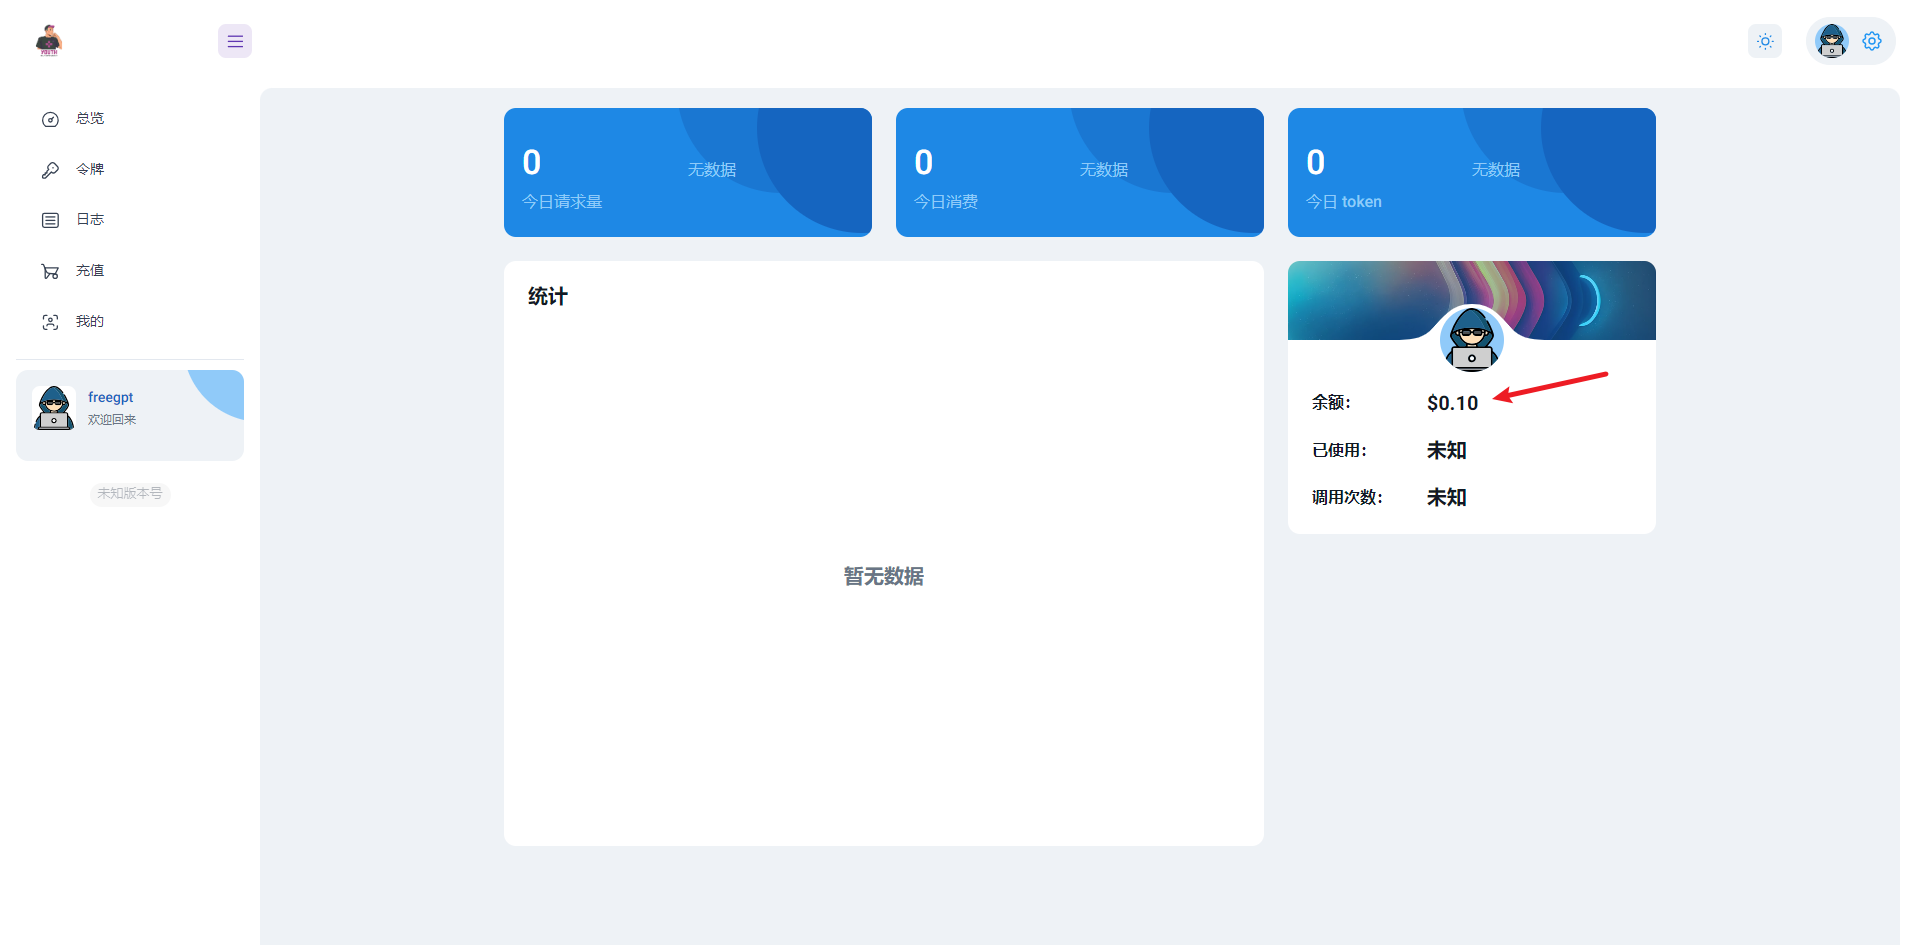 YOUTH
总览
令牌
日志
充值
我的
freegpt
欢迎回来
未知版本号
0
无数据
今日请求量
0
无数据
今日消费
0
无数据
今日 token
统计
暂无数据
余额: $0.10
已使用: 未知
调用次数: 未知